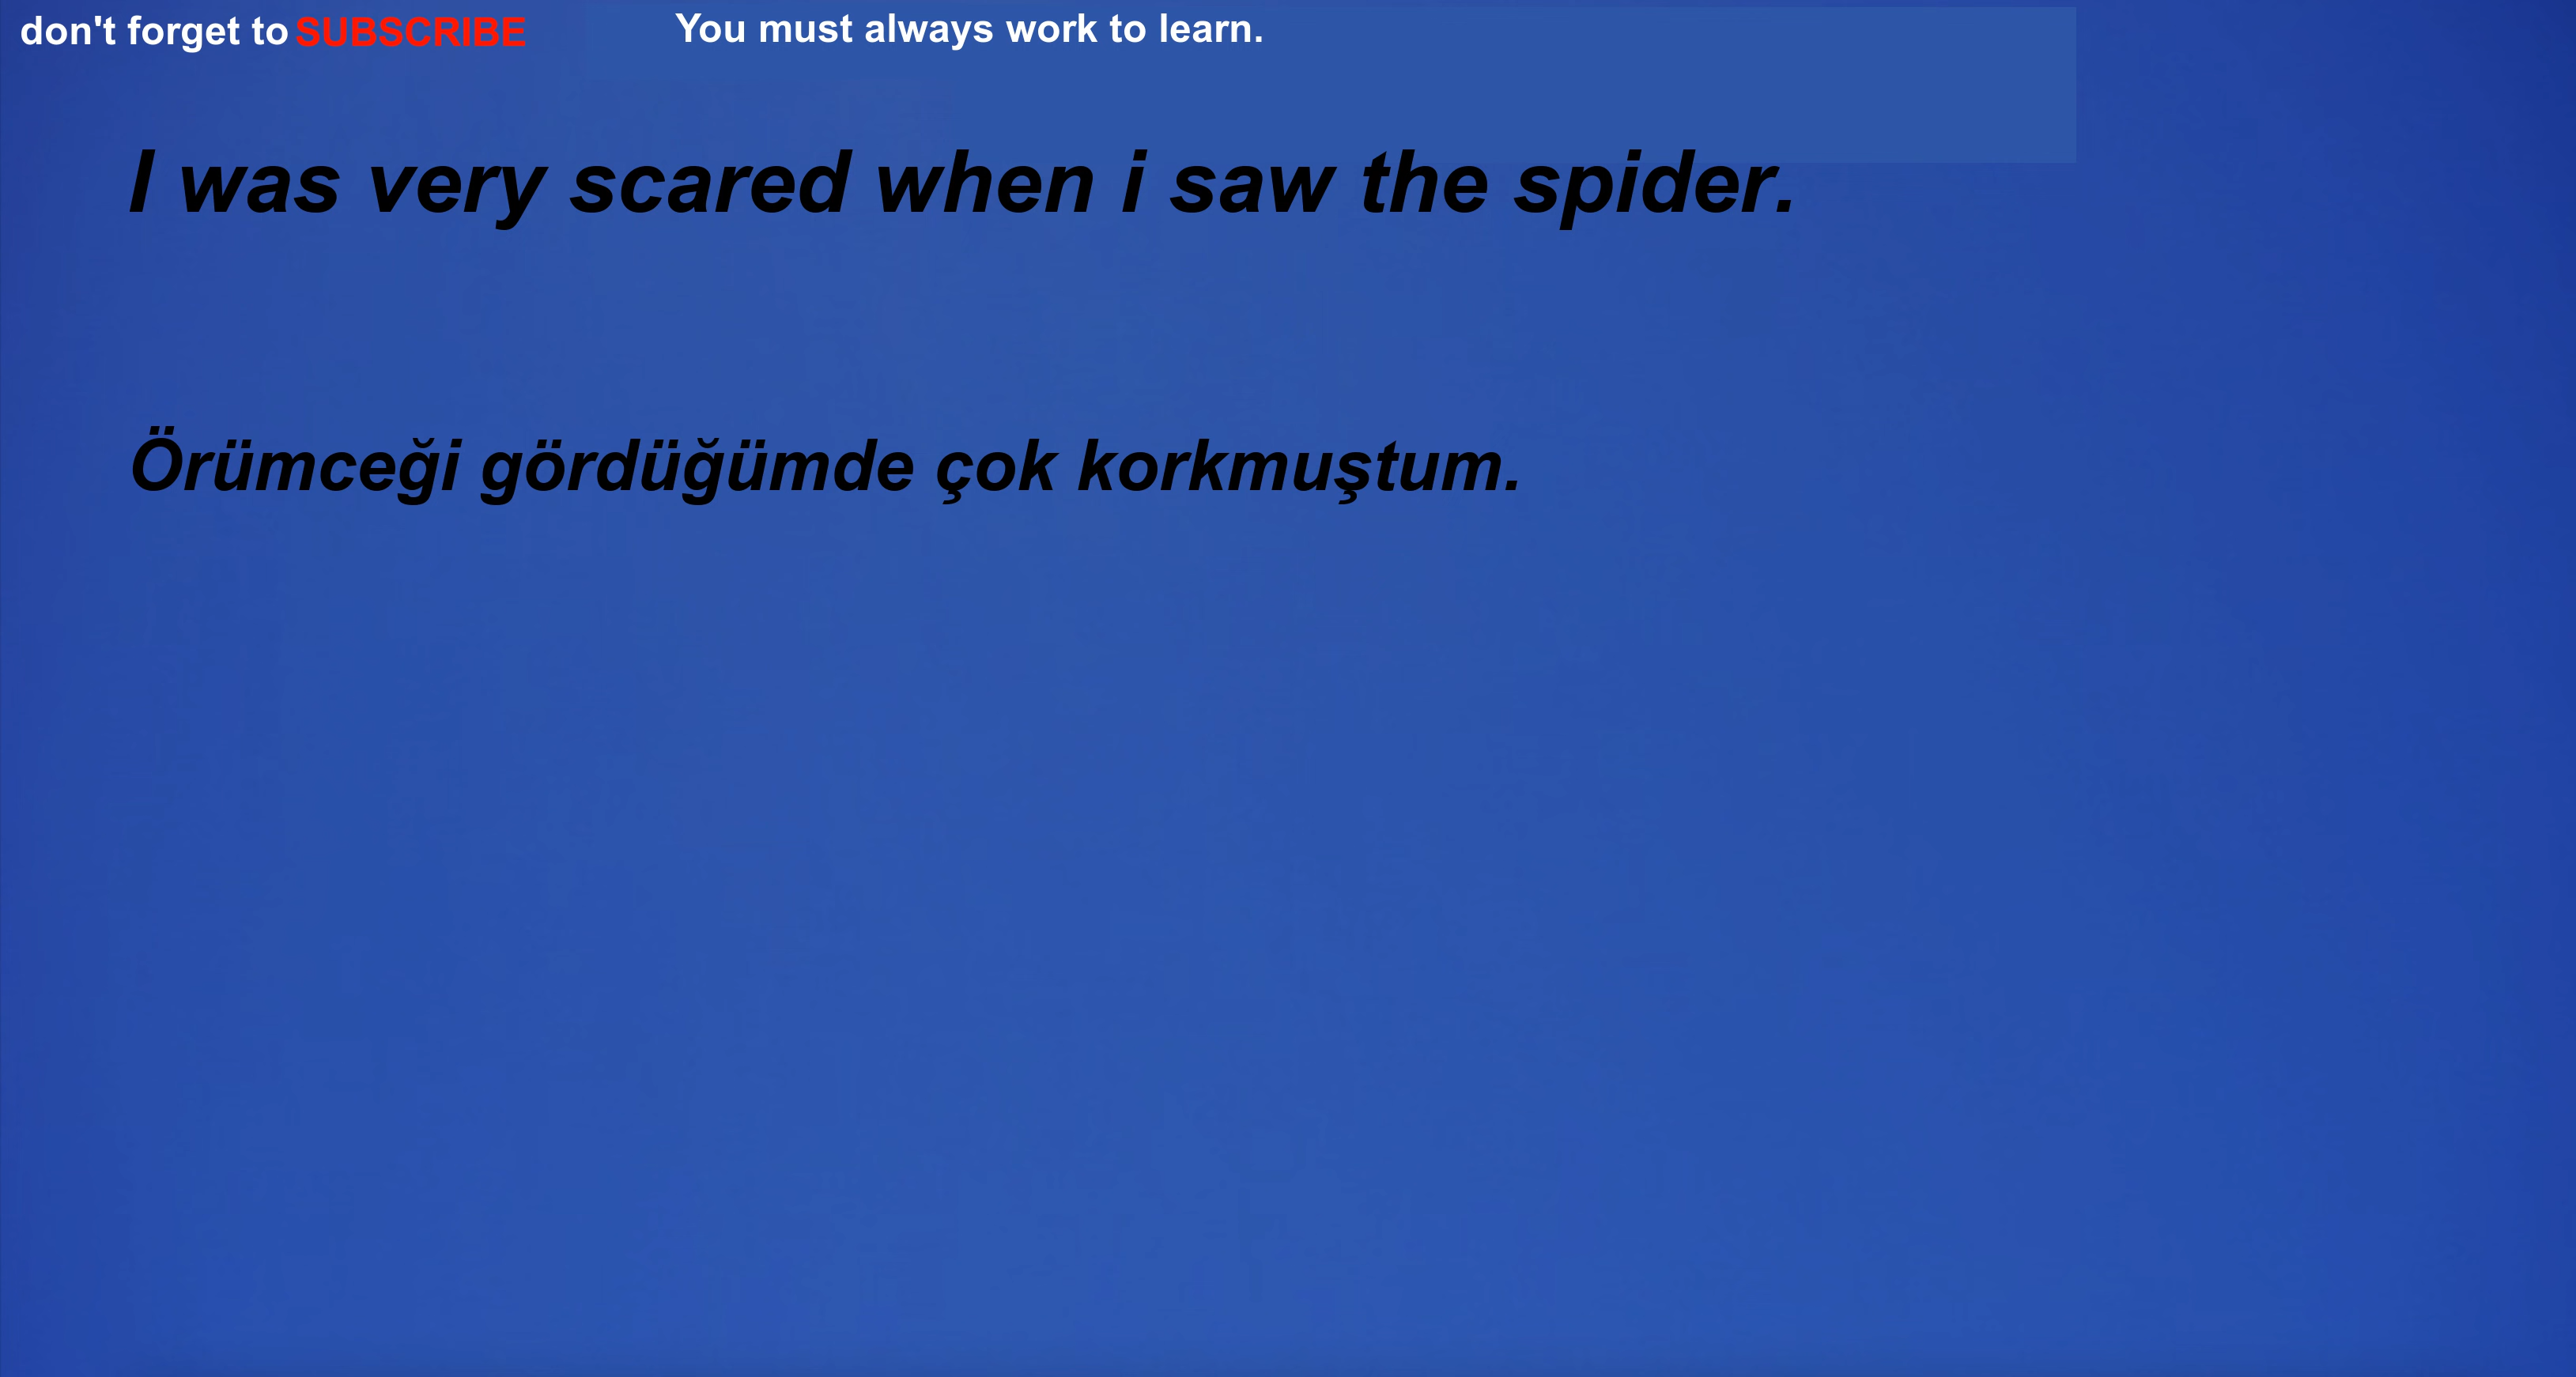 don't forget to SUBSCRIBE
You must always work to learn.
I was very scared when i saw the spider.
Örümceği gördüğümde çok korkmuştum.